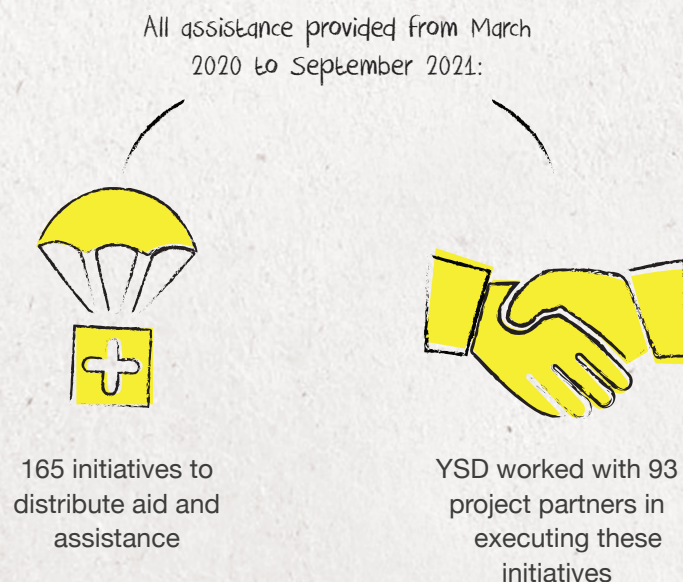 All assistance provided from March
2020 to September 2021:
165 initiatives to
distribute aid and
assistance
YSD worked with 93
project partners in
executing these
initiatives